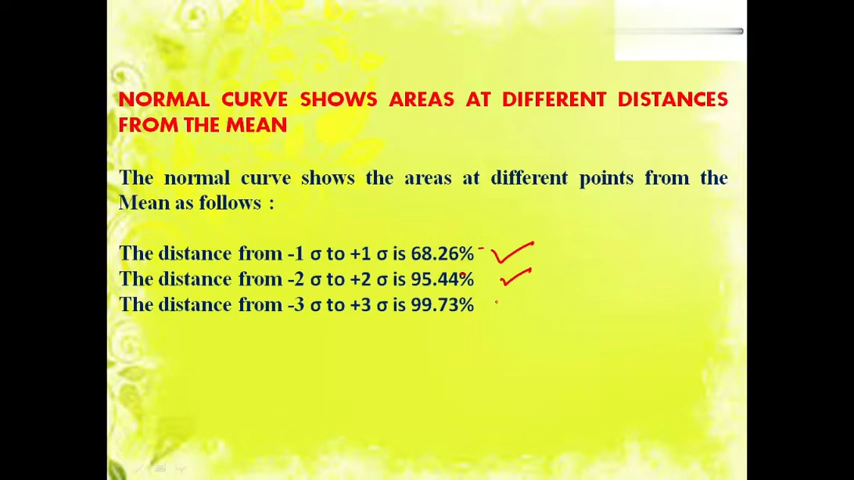 NORMAL CURVE SHOWS AREAS AT DIFFERENT DISTANCES
FROM THE MEAN
The normal curve shows the areas at different points from the
Mean as follows :
The distance from -1 σ to +1 σ is 68.26%
The distance from -2 σ to +2 σ is 95.44%
The distance from -3 σ to +3 σ is 99.73%